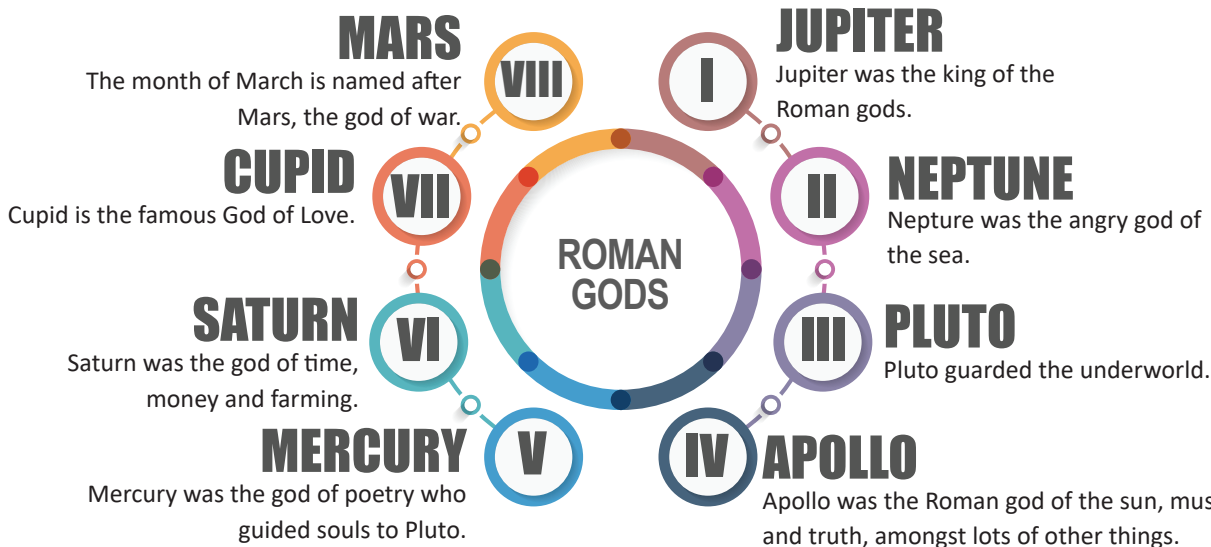 ROMAN
GODS
I
JUPITER
Jupiter was the king of the
Roman gods.
II
NEPTUNE
Nepture was the angry god of
the sea.
III
PLUTO
Pluto guarded the underworld.
IV
APOLLO
Apollo was the Roman god of the sun,
and truth, amongst lots of other things.
V
MERCURY
Mercury was the god of poetry who
guided souls to Pluto.
VI
SATURN
Saturn was the god of time,
money and farming.
VII
CUPID
Cupid is the famous God of Love.
VIII
MARS
The month of March is named after
Mars, the god of war.